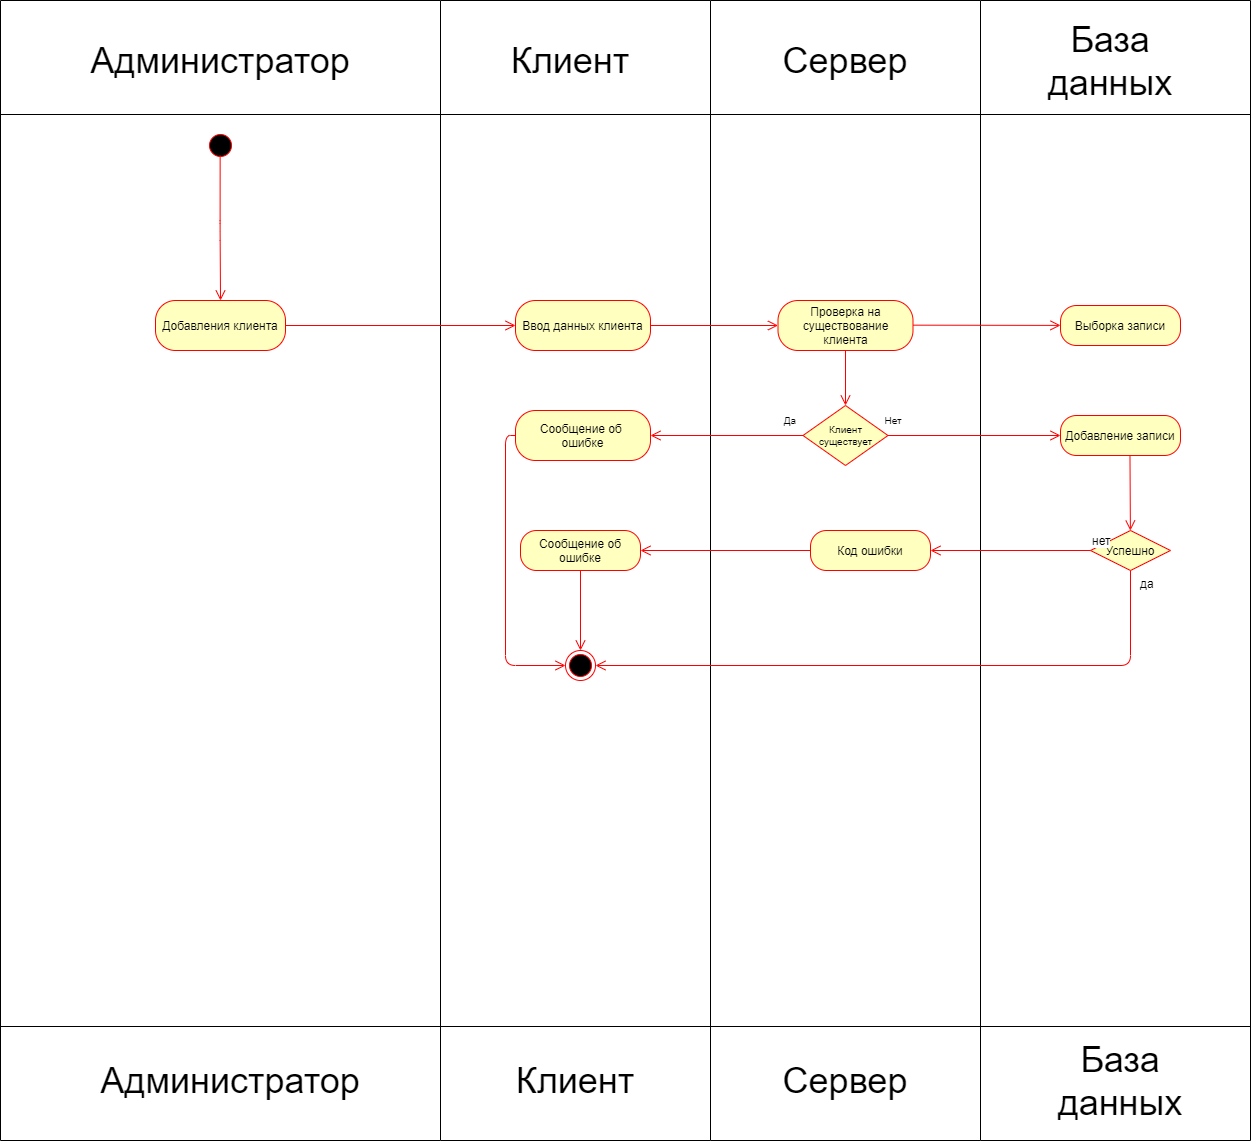 Администратор
Клиент
Сервер
База
данных
Добавления клиента
Ввод данных клиента
Проверка на
существование
клиента
Выборка записи
Сообщение об
ошибке
Да
Клиент
существует
Нет
Добавление записи
Сообщение об
ошибке
Код ошибки
нет
Успешно
да
Администратор
Клиент
Сервер
База
данных